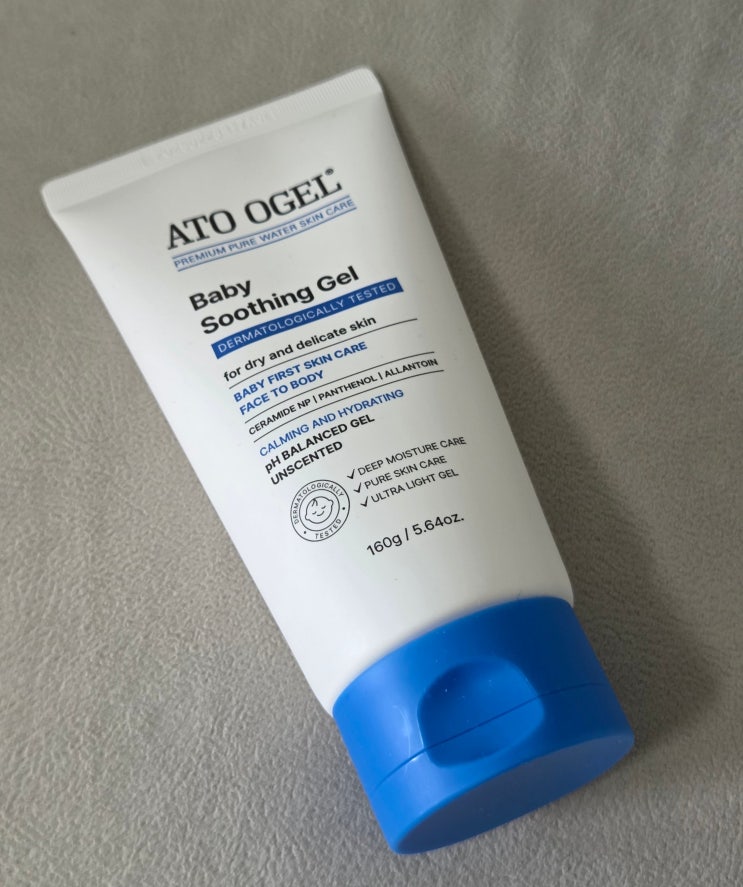 ATO OGEL®
PREMIUM PURE WATER SKIN CARE
Baby
Soothing Gel
DERMATOLOGICALLY TESTED
for dry and delicate skin
BABY FIRST SKIN CARE
FACE TO BODY
CERAMIDE NP | PANTHENOL | ALLANTOIN
CALMING AND HYDRATING
pH BALANCED GEL
UNSCENTED
DERMATOLOGICALLY
• TESTED •
✓ DEEP MOISTURE CARE
✓ PURE SKIN CARE
✓ ULTRA LIGHT GEL
160g / 5.64oz.